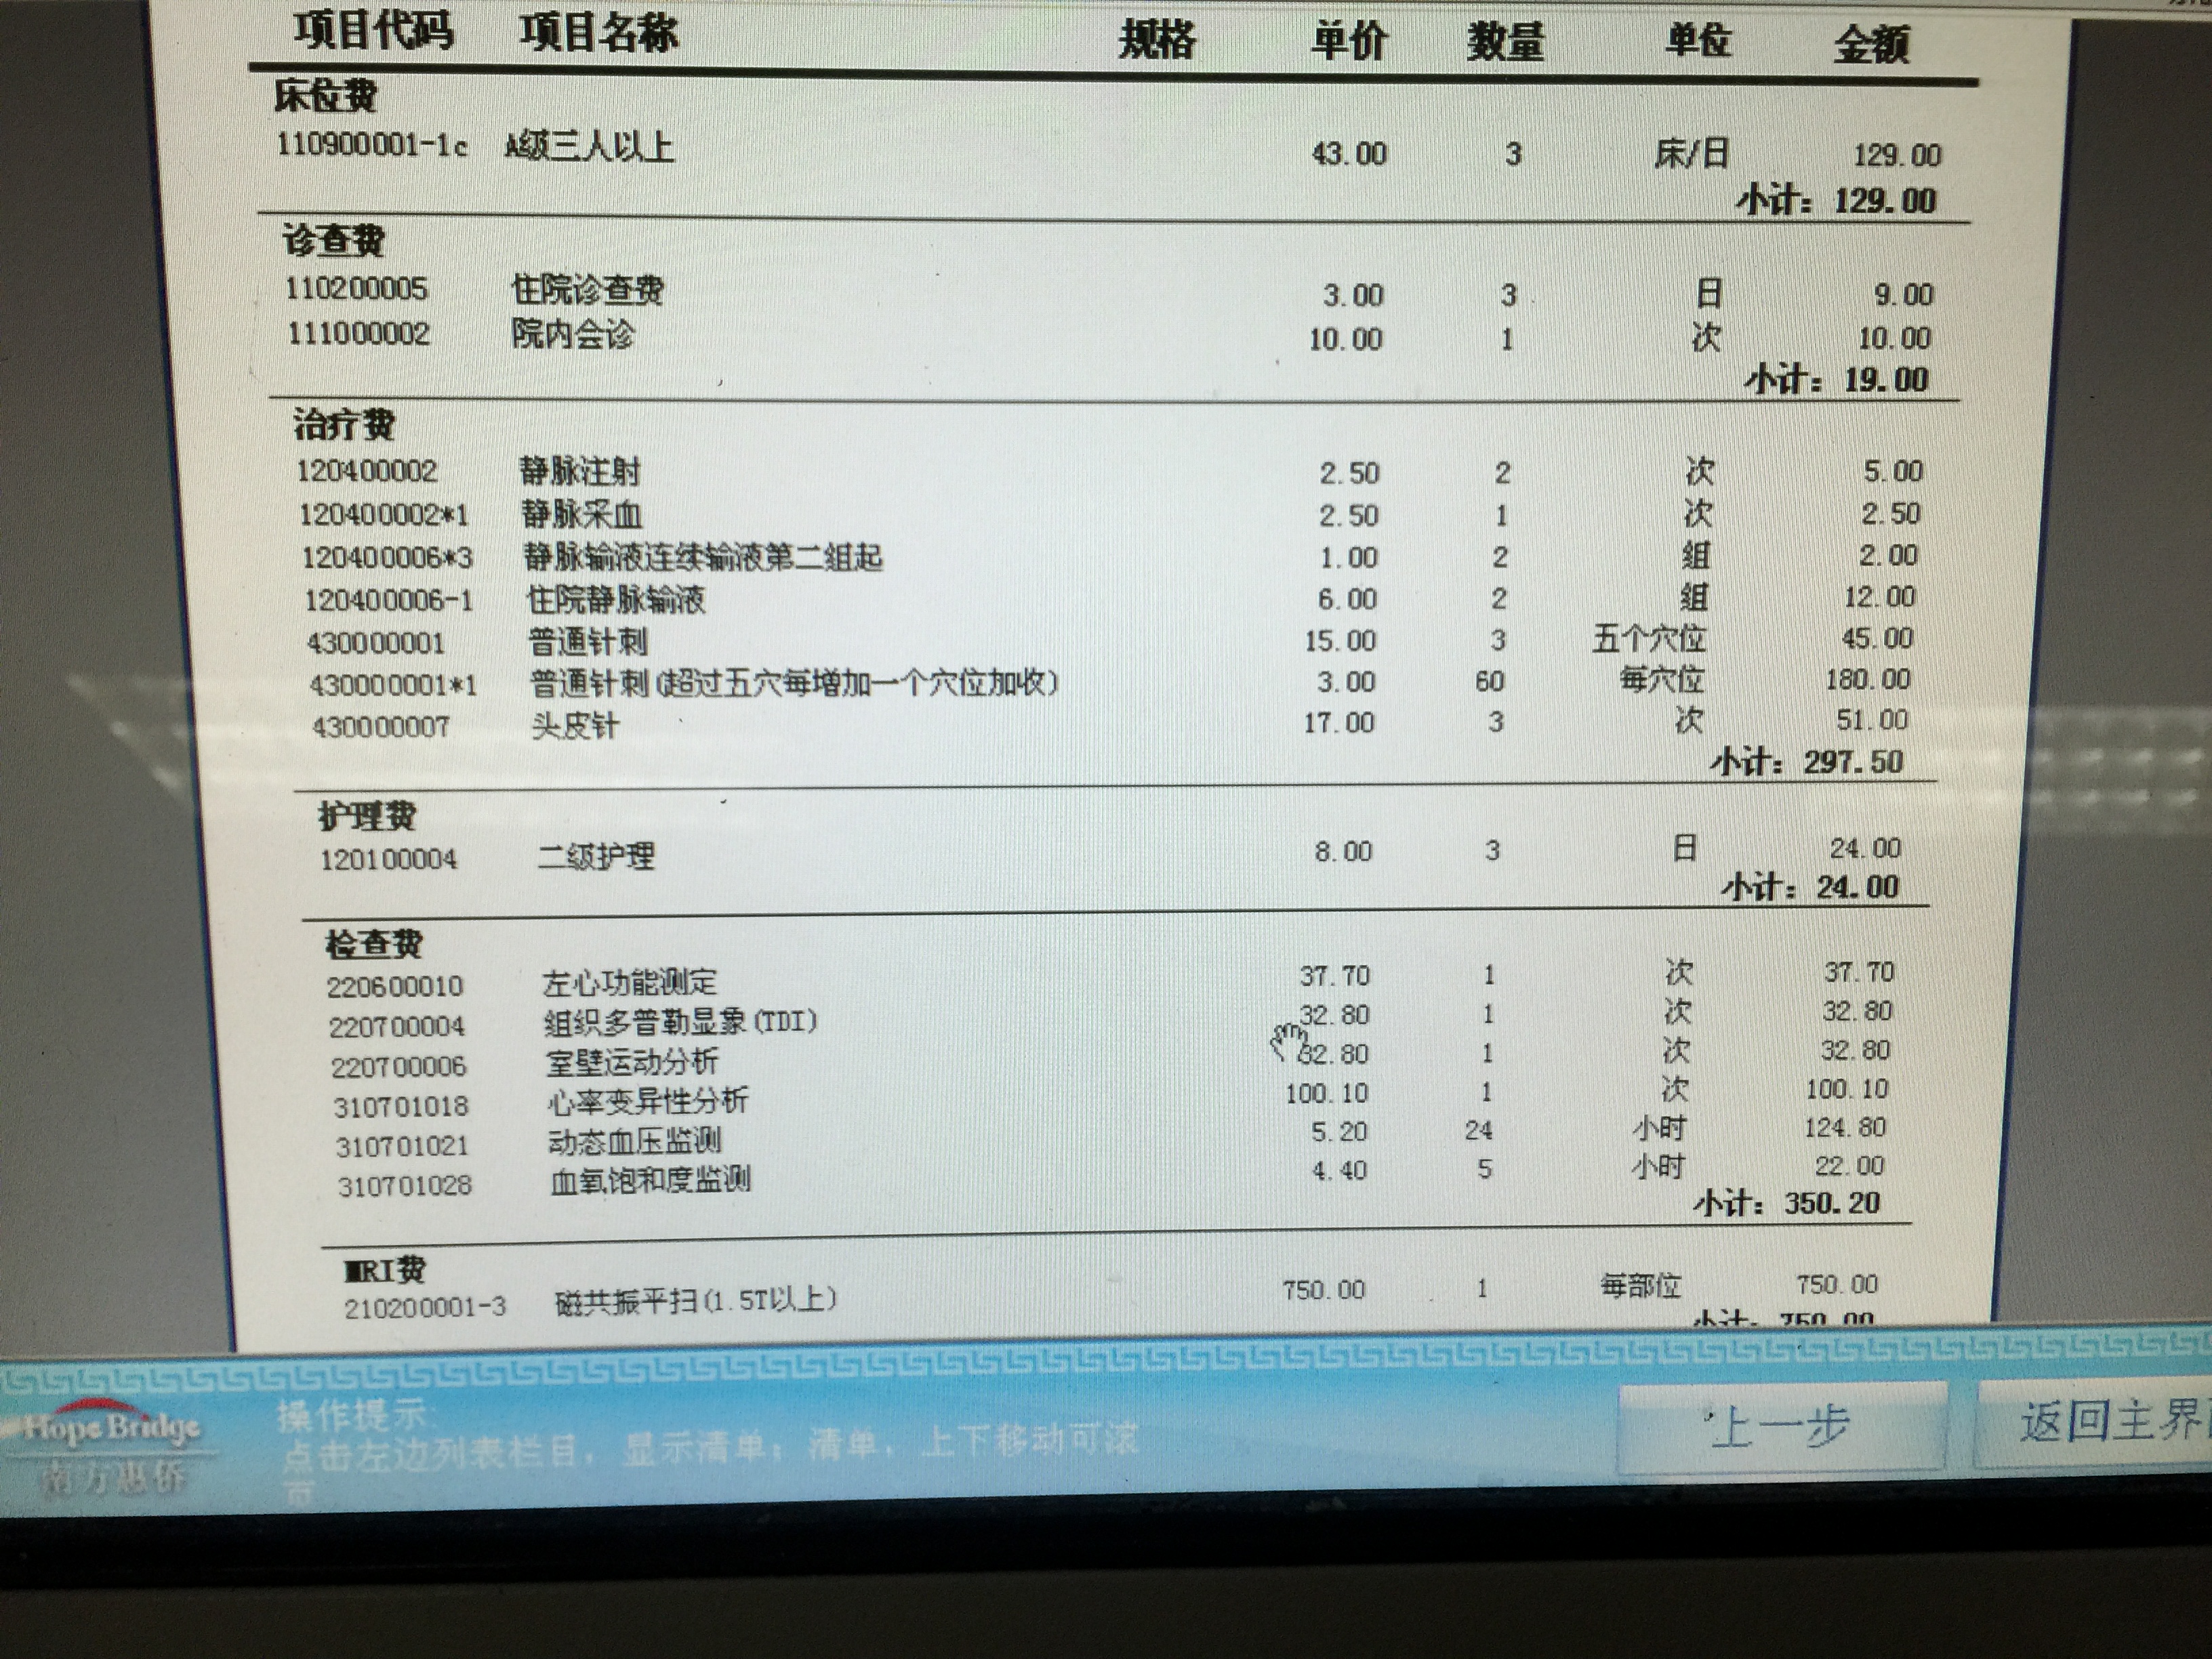 项目代码 项目名称 规格 单价 数量 单位 金额
床位费
110900001-1c A级三人以上 43.00 3 床/日 129.00
小计: 129.00
诊查费
110200005 住院诊查费 3.00 3 日 9.00
111000002 院内会诊 10.00 1 次 10.00
小计: 19.00
治疗费
120400002 静脉注射 2.50 2 次 5.00
120400002*1 静脉采血 2.50 1 次 2.50
120400006*3 静脉输液连续输液第二组起 1.00 2 组 2.00
120400006-1 住院静脉输液 6.00 2 组 12.00
430000001 普通针刺 15.00 3 五个穴位 45.00
430000001*1 普通针刺(超过五穴每增加一个穴位加收) 3.00 60 每穴位 180.00
430000007 头皮针 17.00 3 次 51.00
小计: 297.50
护理费
120100004 二级护理 8.00 3 日 24.00
小计: 24.00
检查费
220600010 左心功能测定 37.70 1 次 37.70
220700004 组织多普勒显象(TDI) 32.80 1 次 32.80
220700006 室壁运动分析 32.80 1 次 32.80
310701018 心率变异性分析 100.10 1 次 100.10
310701021 动态血压监测 5.20 24 小时 124.80
310701028 血氧饱和度监测 4.40 5 小时 22.00
小计: 350.20
MRI费
210200001-3 磁共振平扫(1.5T以上) 750.00 1 每部位 750.00
小计: 750.00
Hope Bridge
南方惠侨
操作提示:
点击左边列表栏目，显示清单；清单，上下移动可滚
页
上一步
返回主界